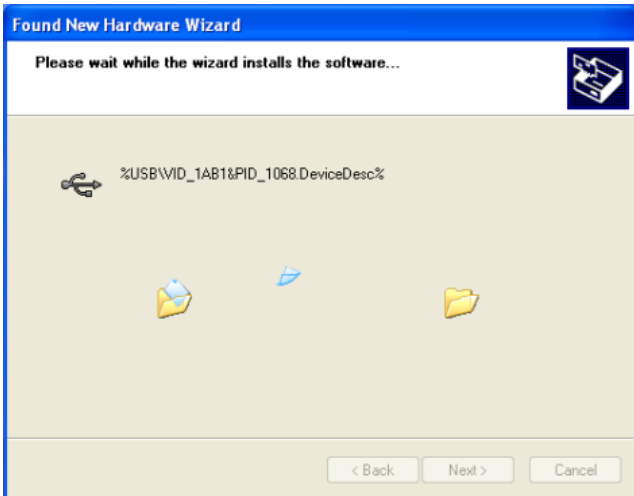 Found New Hardware Wizard
Please wait while the wizard installs the software...
%USB\VID_1AB1&PID_1068.DeviceDesc%
< Back
Next >
Cancel